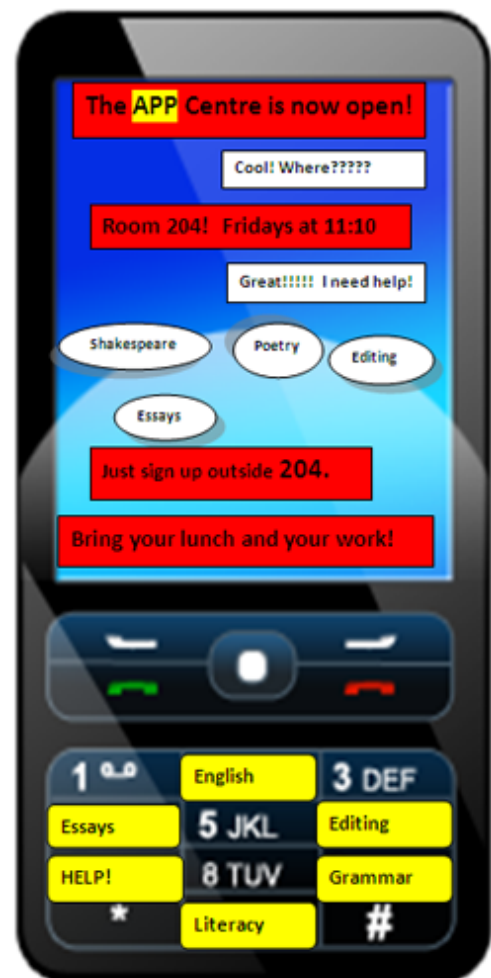 The APP Centre is now open!
Cool! Where?????
Room 204!  Fridays at 11:10
Great!!!!!  I need help!
Shakespeare
Poetry
Editing
Essays
Just sign up outside 204.
Bring your lunch and your work!
1
English
3 DEF
Essays
5 JKL
Editing
HELP!
8 TUV
Grammar
*
Literacy
#